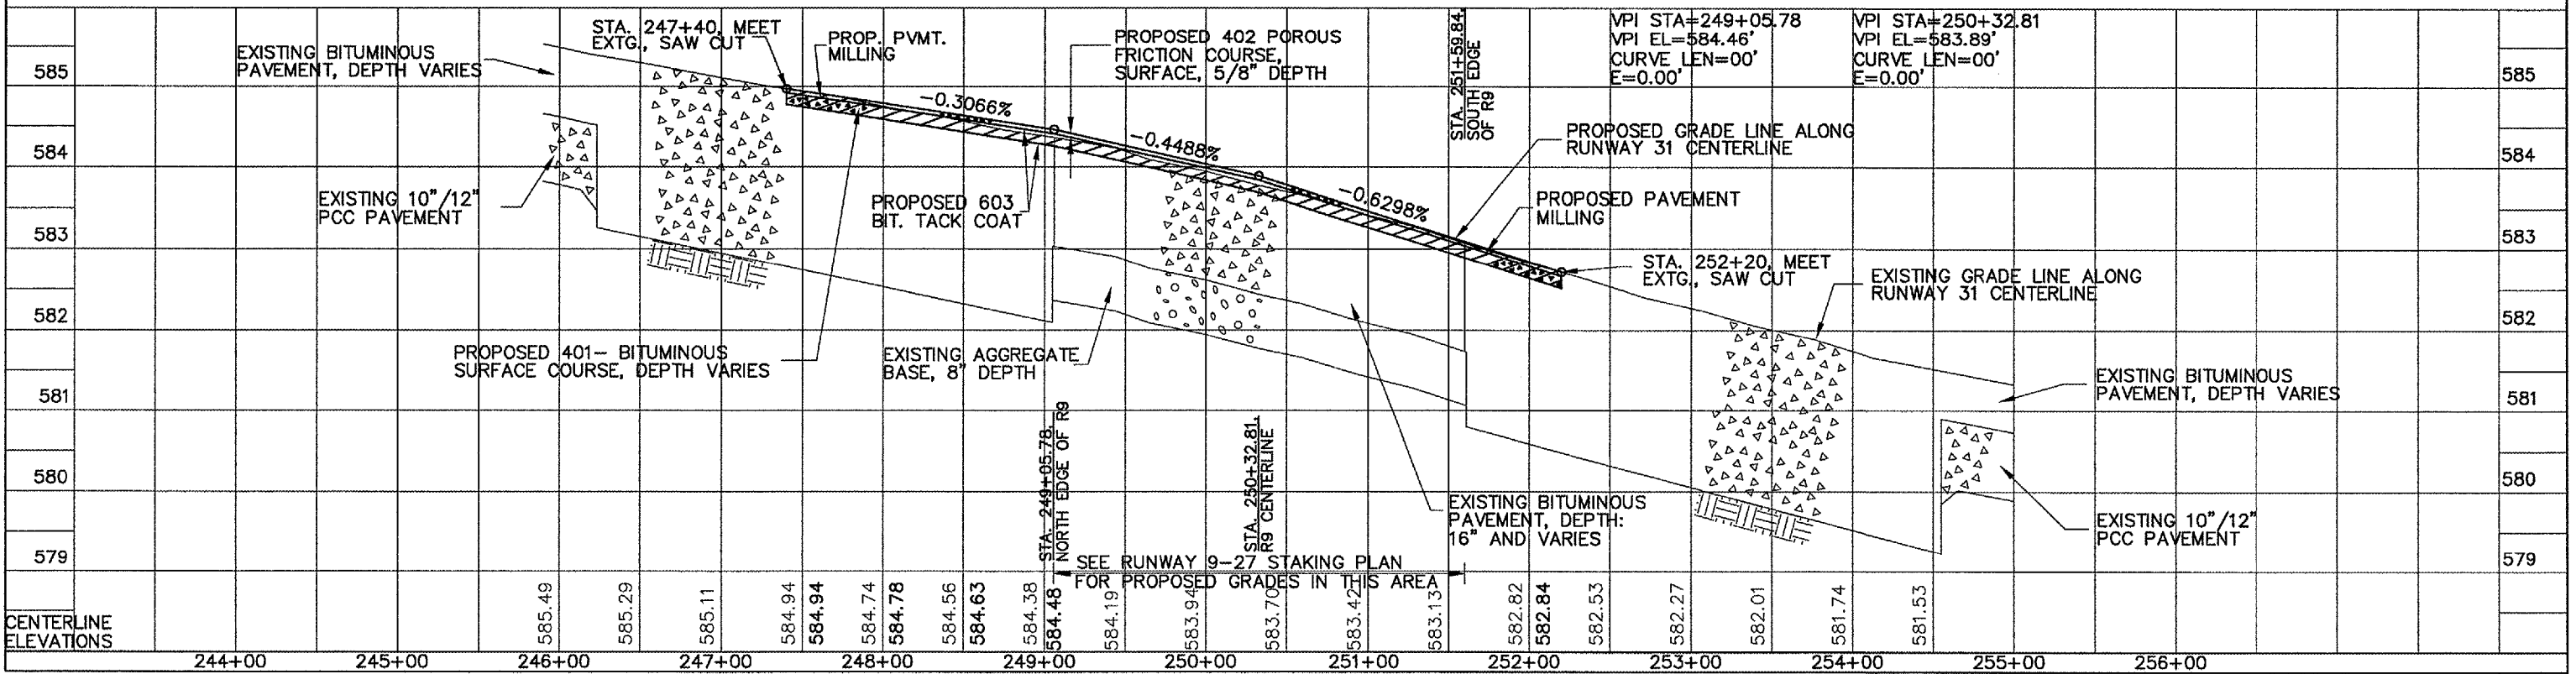 STA. 247+40, MEET
EXTG., SAW CUT
EXISTING BITUMINOUS
PAVEMENT, DEPTH VARIES
PROP. PVMT.
MILLING
PROPOSED 402 POROUS
FRICTION COURSE,
SURFACE, 5/8" DEPTH
STA. 251+59.84,
SOUTH EDGE
OF R9
VPI STA=249+05.78
VPI EL=584.46'
CURVE LEN=00'
E=0.00'
VPI STA=250+32.81
VPI EL=583.89'
CURVE LEN=00'
E=0.00'
585
585
-0.3066%
-0.4488%
-0.6298%
PROPOSED GRADE LINE ALONG
RUNWAY 31 CENTERLINE
584
584
EXISTING 10"/12"
PCC PAVEMENT
PROPOSED 603
BIT. TACK COAT
PROPOSED PAVEMENT
MILLING
583
583
STA. 252+20, MEET
EXTG., SAW CUT
EXISTING GRADE LINE ALONG
RUNWAY 31 CENTERLINE
582
582
PROPOSED 401- BITUMINOUS
SURFACE COURSE, DEPTH VARIES
EXISTING AGGREGATE
BASE, 8" DEPTH
EXISTING BITUMINOUS
PAVEMENT, DEPTH VARIES
581
581
STA. 249+05.78,
NORTH EDGE OF R9
STA. 250+32.81,
R9 CENTERLINE
580
580
EXISTING BITUMINOUS
PAVEMENT, DEPTH:
16" AND VARIES
EXISTING 10"/12"
PCC PAVEMENT
579
579
SEE RUNWAY 9-27 STAKING PLAN
FOR PROPOSED GRADES IN THIS AREA
CENTERLINE
ELEVATIONS
585.49
585.29
585.11
584.94
584.94
584.74
584.78
584.56
584.63
584.38
584.48
584.19
583.94
583.70
583.42
583.13
582.82
582.84
582.53
582.27
582.01
581.74
581.53
244+00 245+00 246+00 247+00 248+00 249+00 250+00 251+00 252+00 253+00 254+00 255+00 256+00